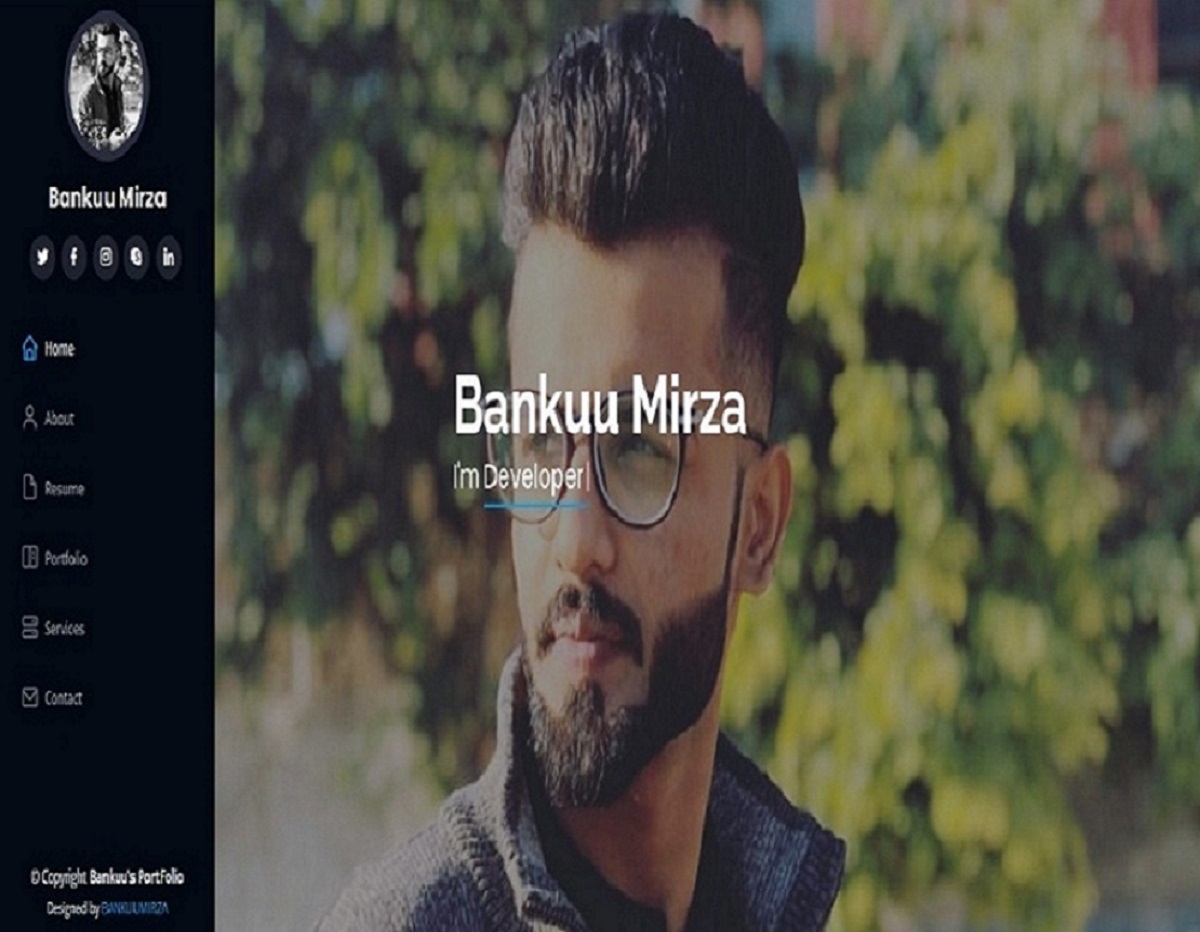 Bankuu Mirza
Home
About
Resume
Portfolio
Services
Contact
© Copyright Bankuu's PortFolio
Designed by BANKUUMIRZA
Bankuu Mirza
I'm Developer